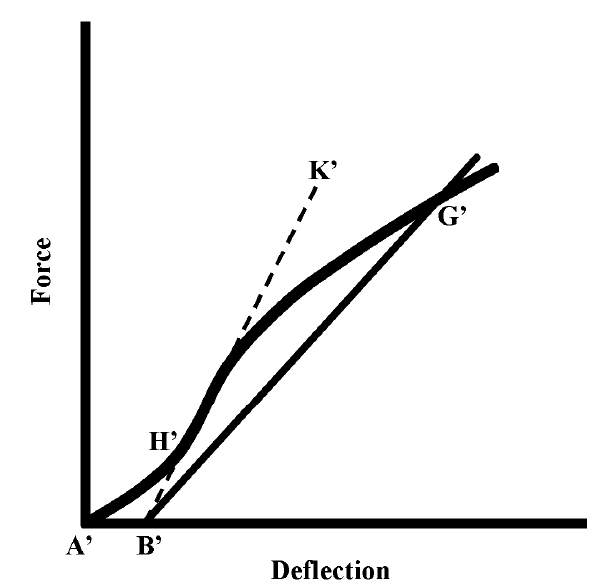 K’
G’
Force
H’
A’
B’
Deflection